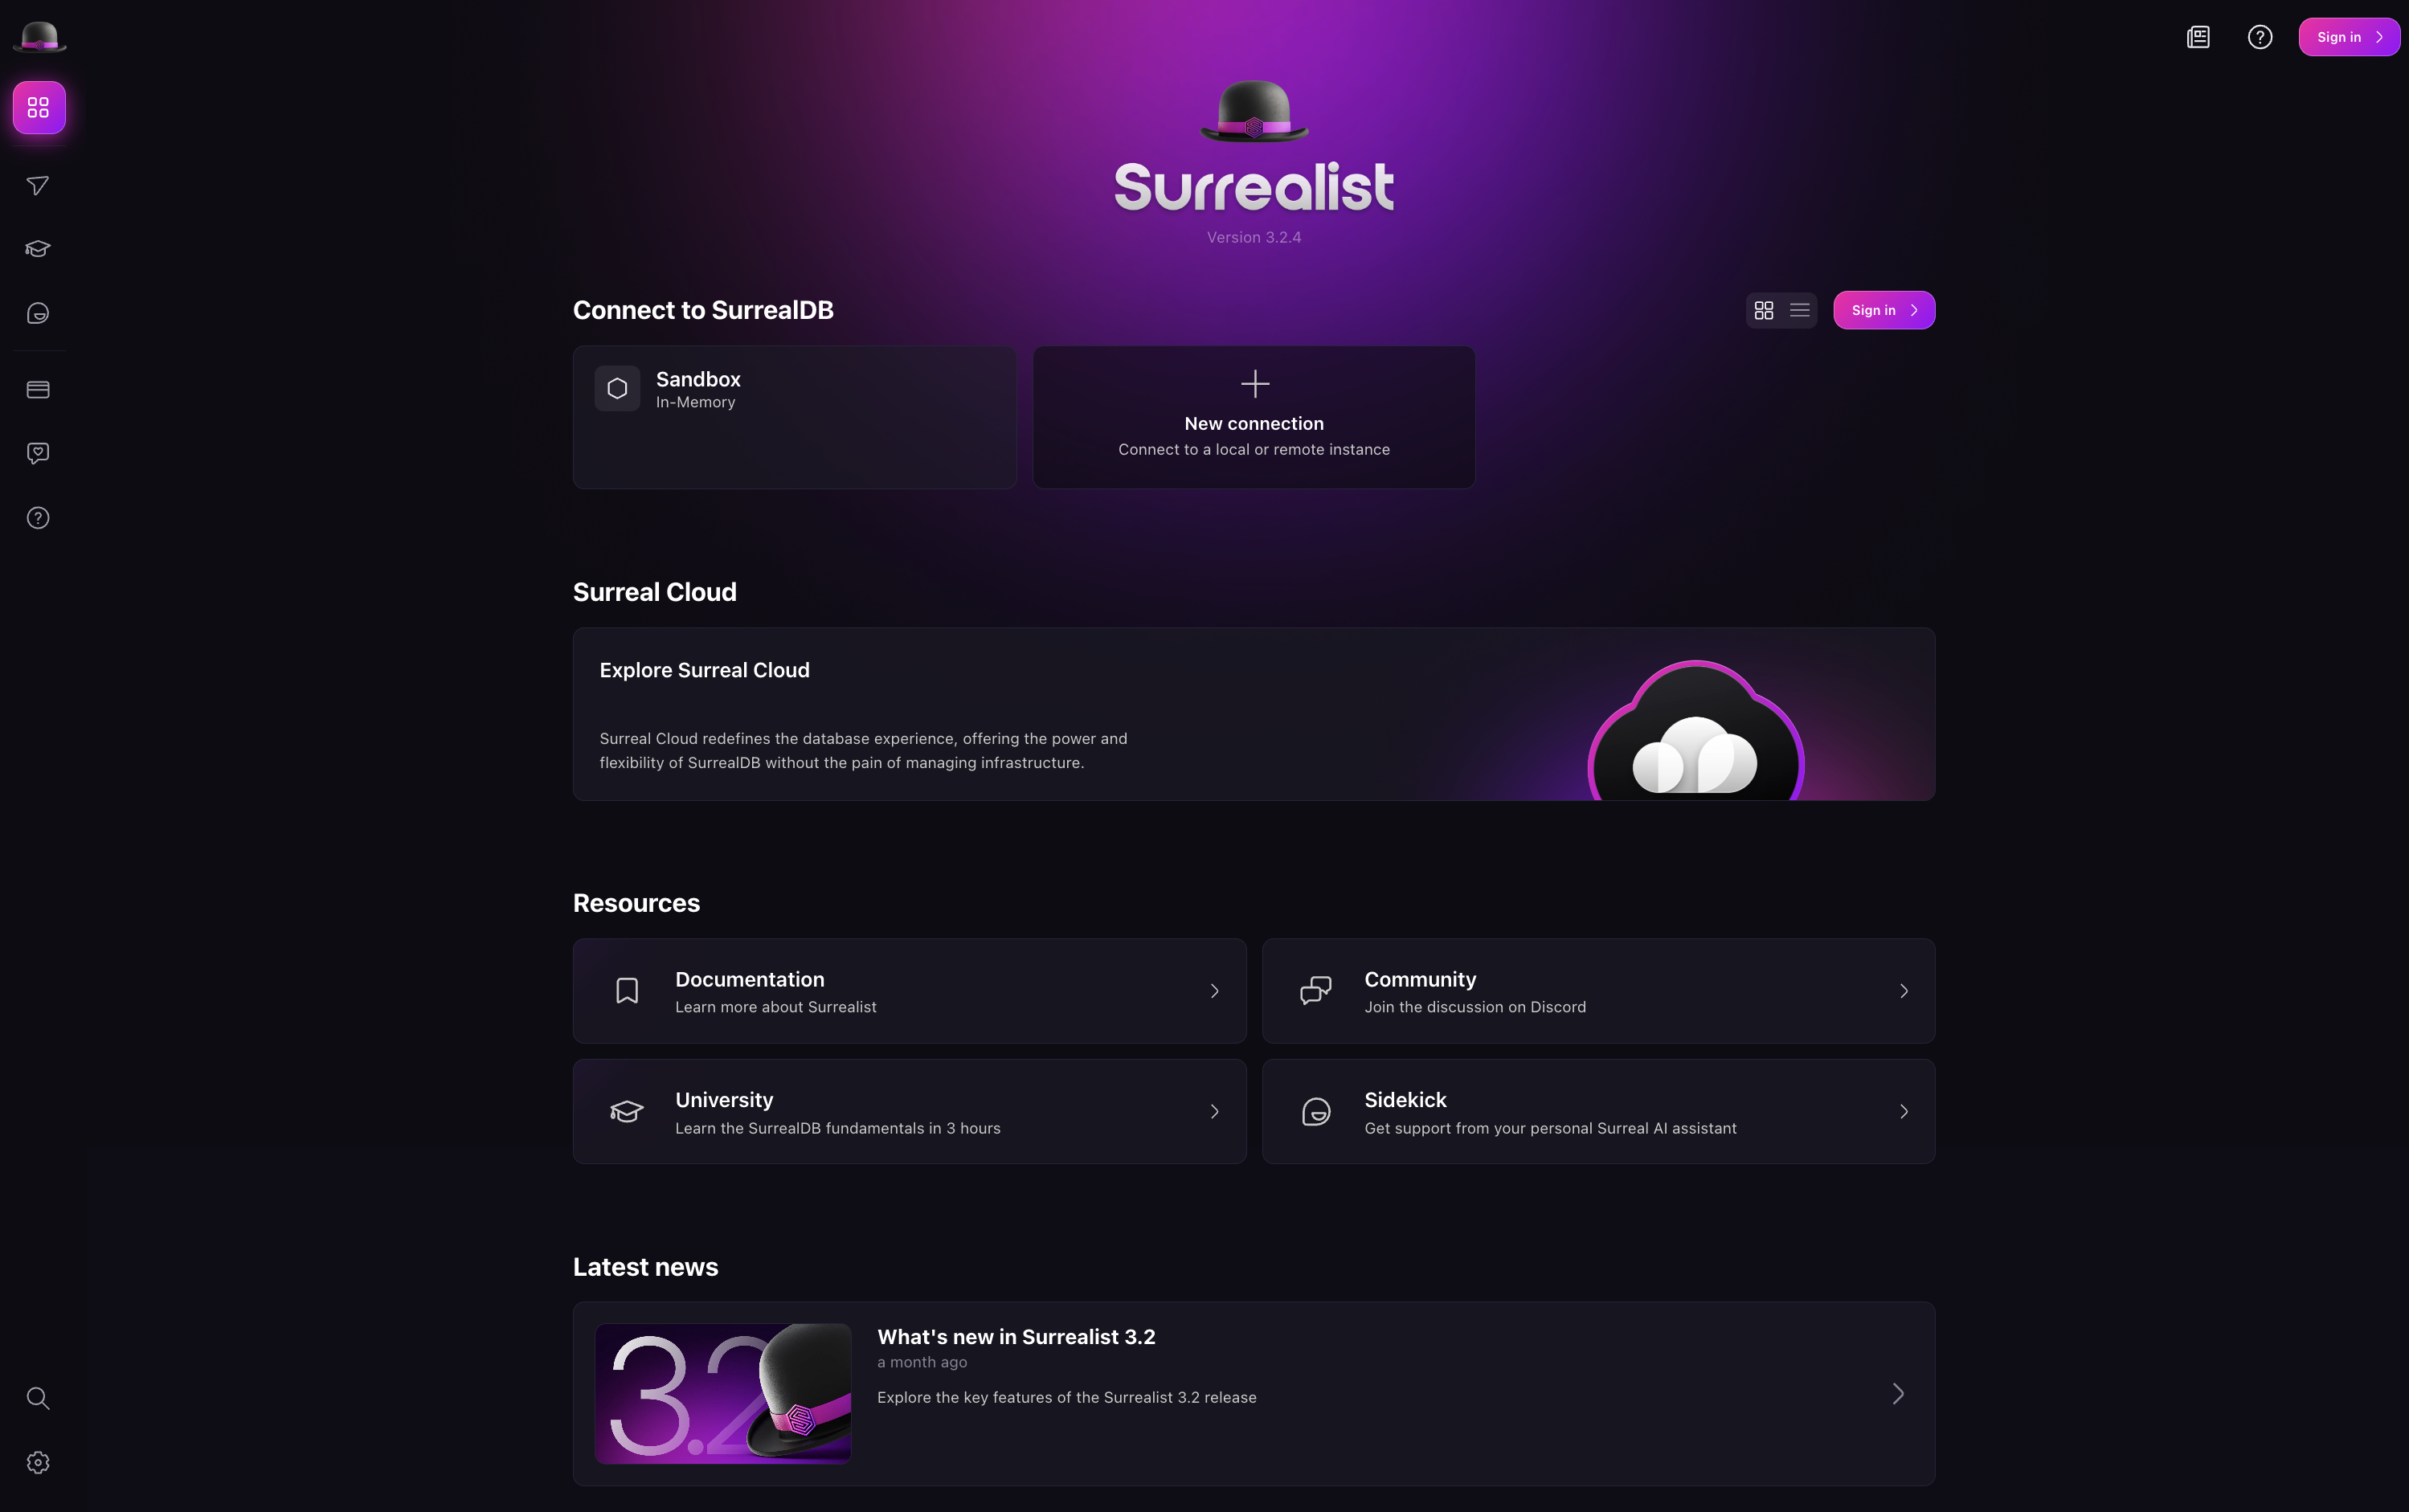 Sign in
Surrealist
Version 3.2.4
Connect to SurrealDB
Sign in
Sandbox
In-Memory
New connection
Connect to a local or remote instance
Surreal Cloud
Explore Surreal Cloud
Surreal Cloud redefines the database experience, offering the power and
flexibility of SurrealDB without the pain of managing infrastructure.
Resources
Documentation
Learn more about Surrealist
Community
Join the discussion on Discord
University
Learn the SurrealDB fundamentals in 3 hours
Sidekick
Get support from your personal Surreal AI assistant
Latest news
3.2
What's new in Surrealist 3.2
a month ago
Explore the key features of the Surrealist 3.2 release